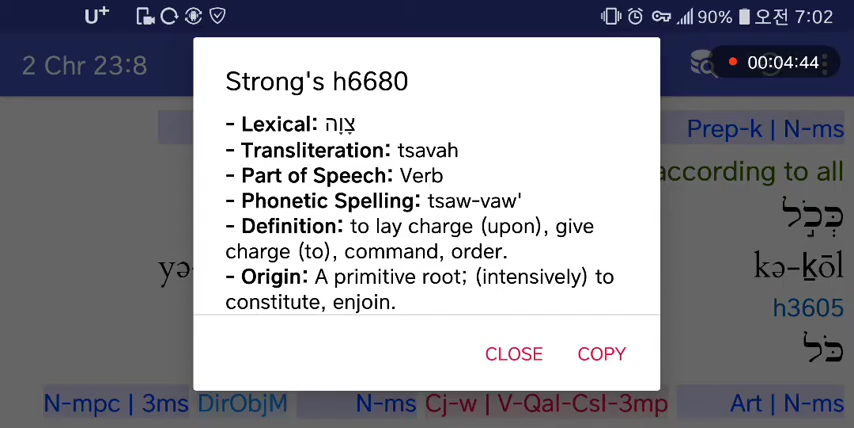 U+ 90% 오전 7:02
2 Chr 23:8 00:04:44
Strong's h6680
- Lexical: צָוָה
- Transliteration: tsavah
- Part of Speech: Verb
- Phonetic Spelling: tsaw-vaw'
- Definition: to lay charge (upon), give
charge (to), command, order.
- Origin: A primitive root; (intensively) to
constitute, enjoin.
CLOSE COPY
Prep-k | N-ms
according to all
כְּכֹ֣ל
yə- kə-ḵōl
h3605
כֹּל
N-mpc | 3ms DirObjM N-ms Cj-w | V-Qal-CsI-3mp Art | N-ms